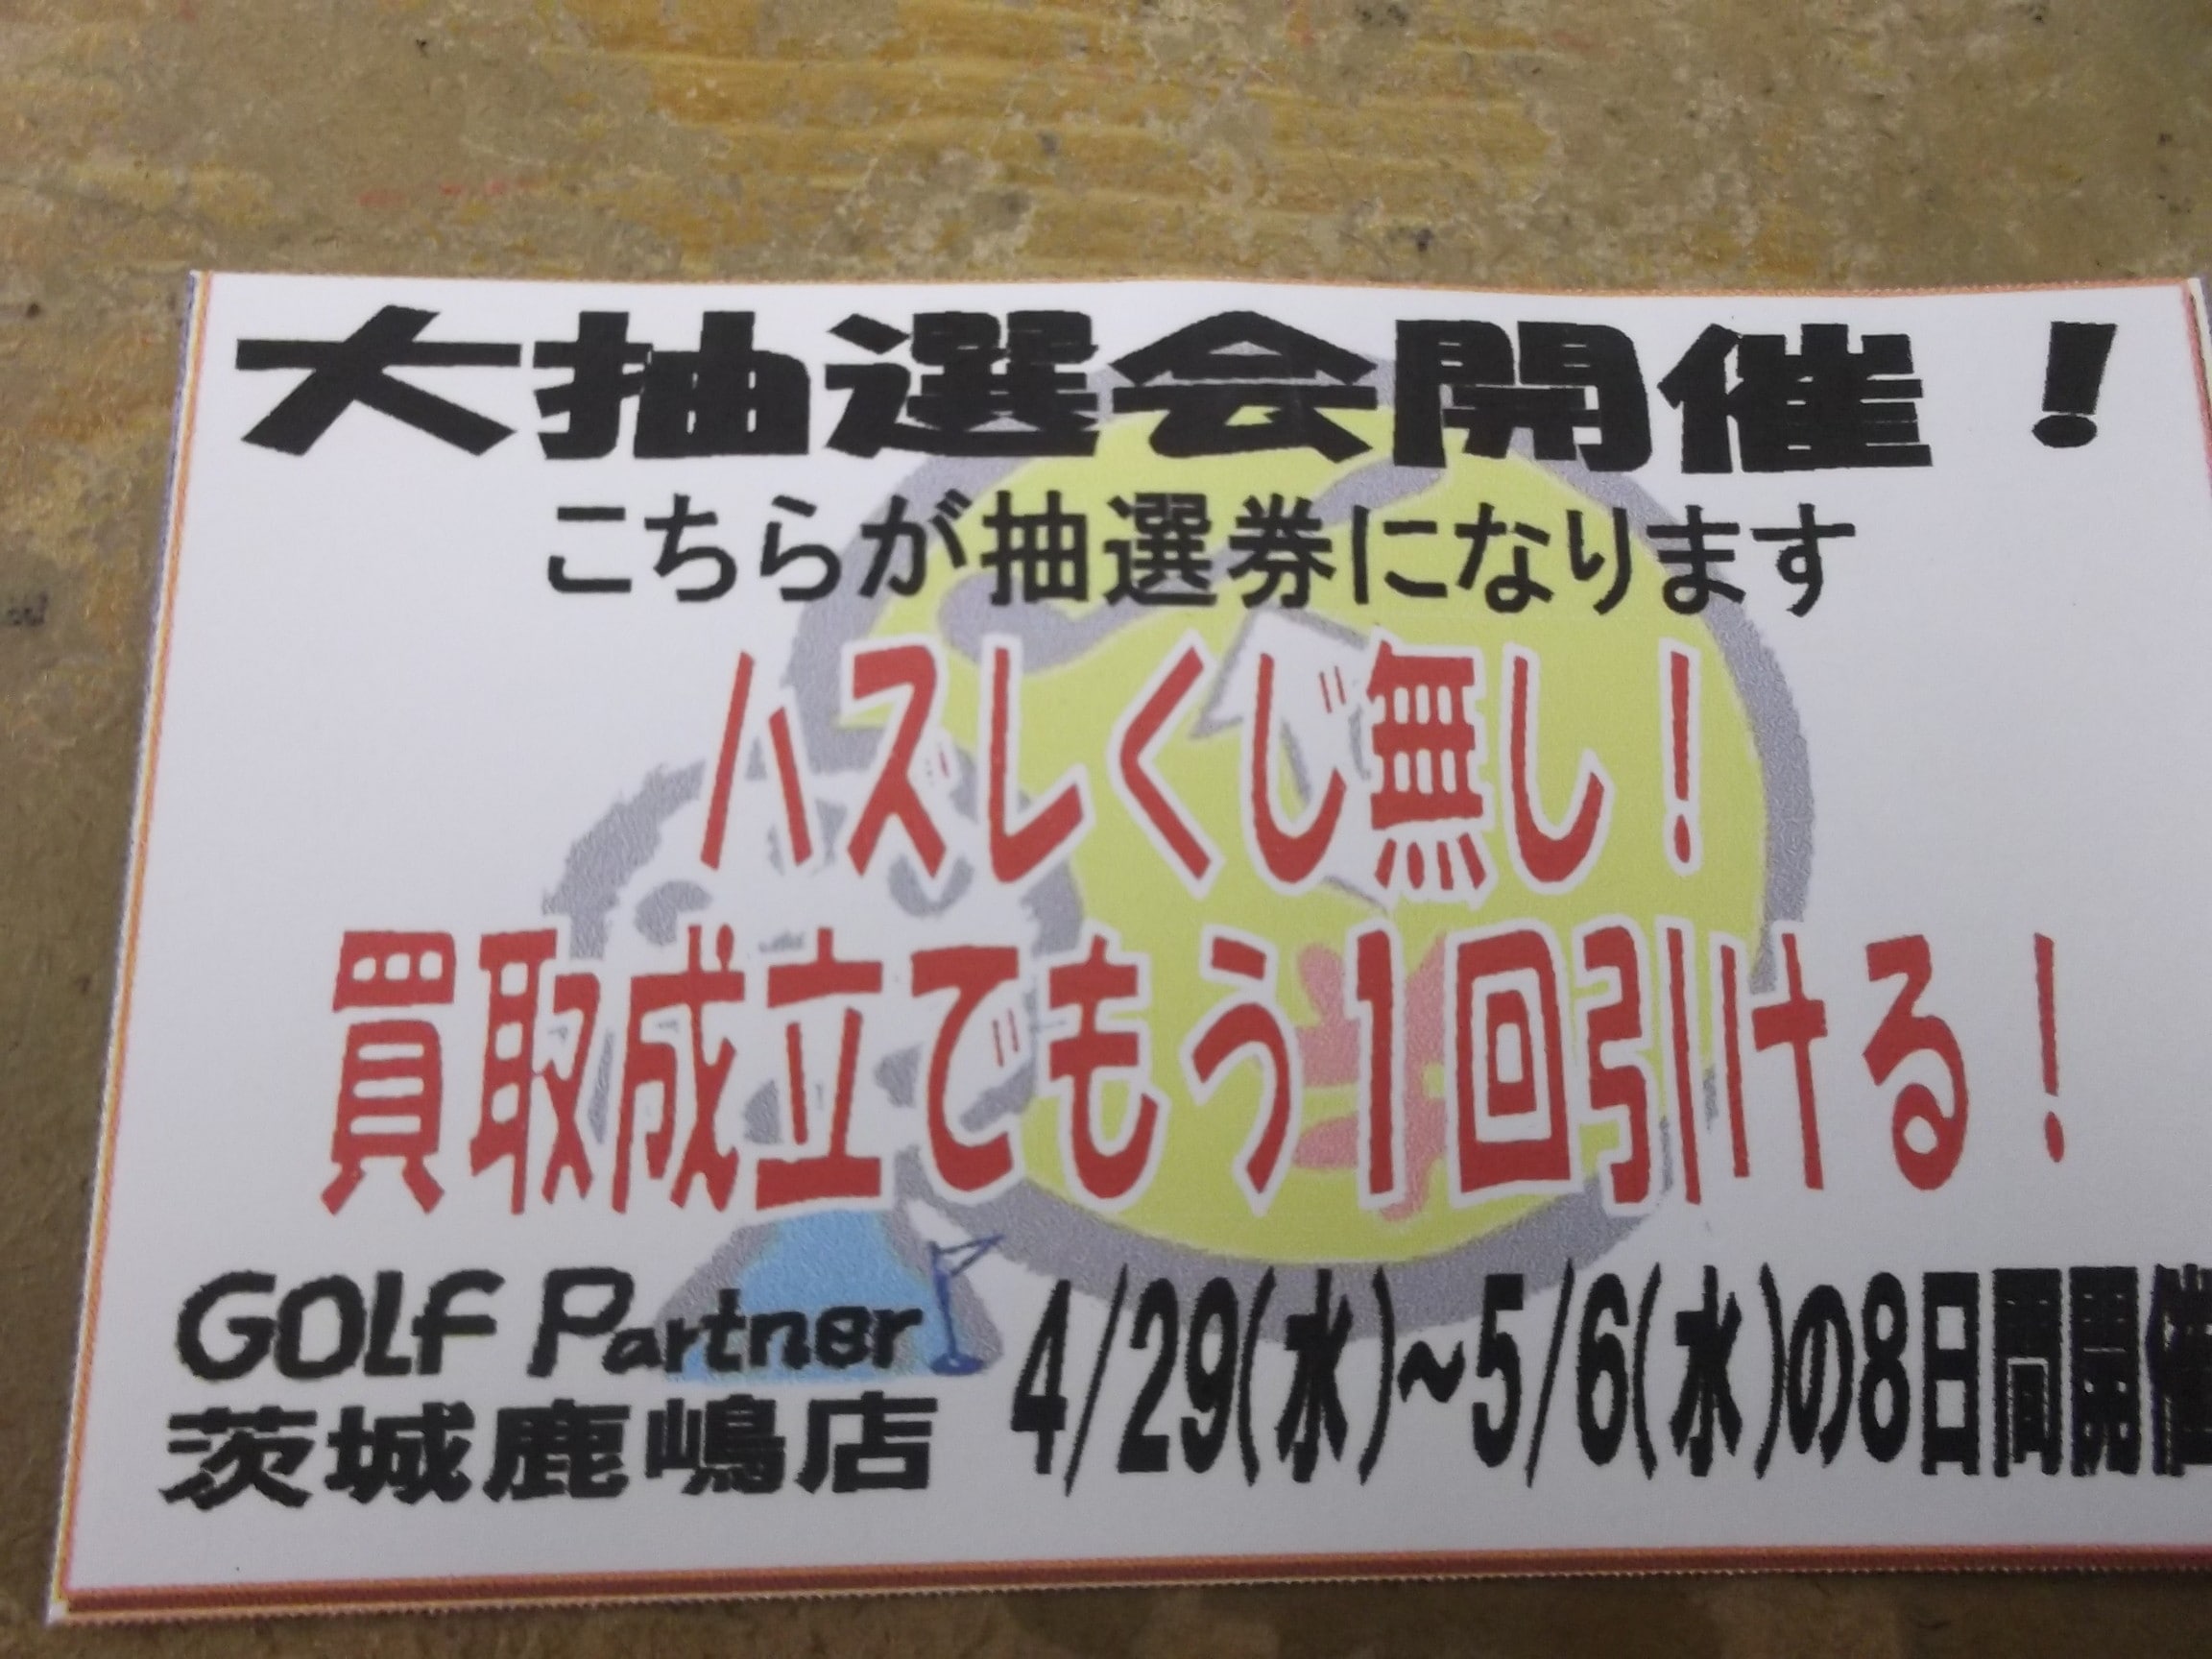 大抽選会開催！
こちらが抽選券になります
ハズレくじ無し！
買取成立でもう1回引ける！
GOLF Partner
茨城鹿嶋店
4/29(水)~5/6(水)の8日間開催